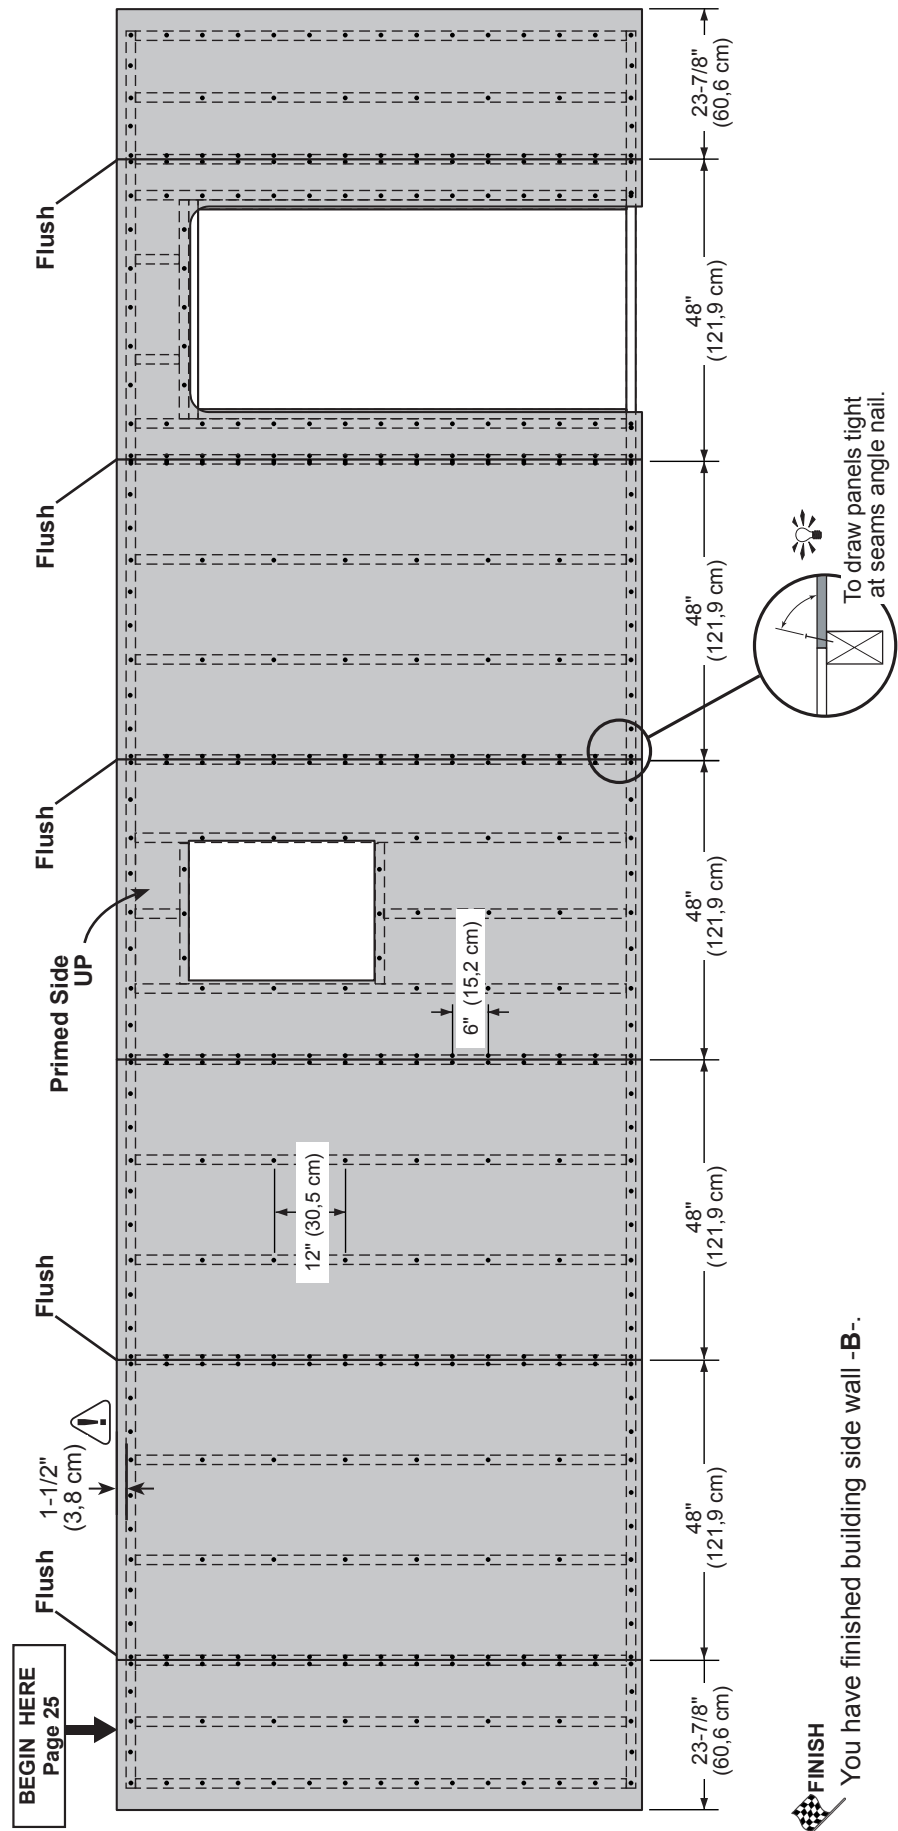 BEGIN HERE
Page 25
Flush
1-1/2"
(3,8 cm)
!
Flush
Primed Side
UP
Flush
Flush
Flush
12" (30,5 cm)
6" (15,2 cm)
23-7/8"
(60,6 cm)
48"
(121,9 cm)
48"
(121,9 cm)
48"
(121,9 cm)
48"
(121,9 cm)
48"
(121,9 cm)
23-7/8"
(60,6 cm)
To draw panels tight
at seams angle nail.
FINISH
You have finished building side wall -B-.